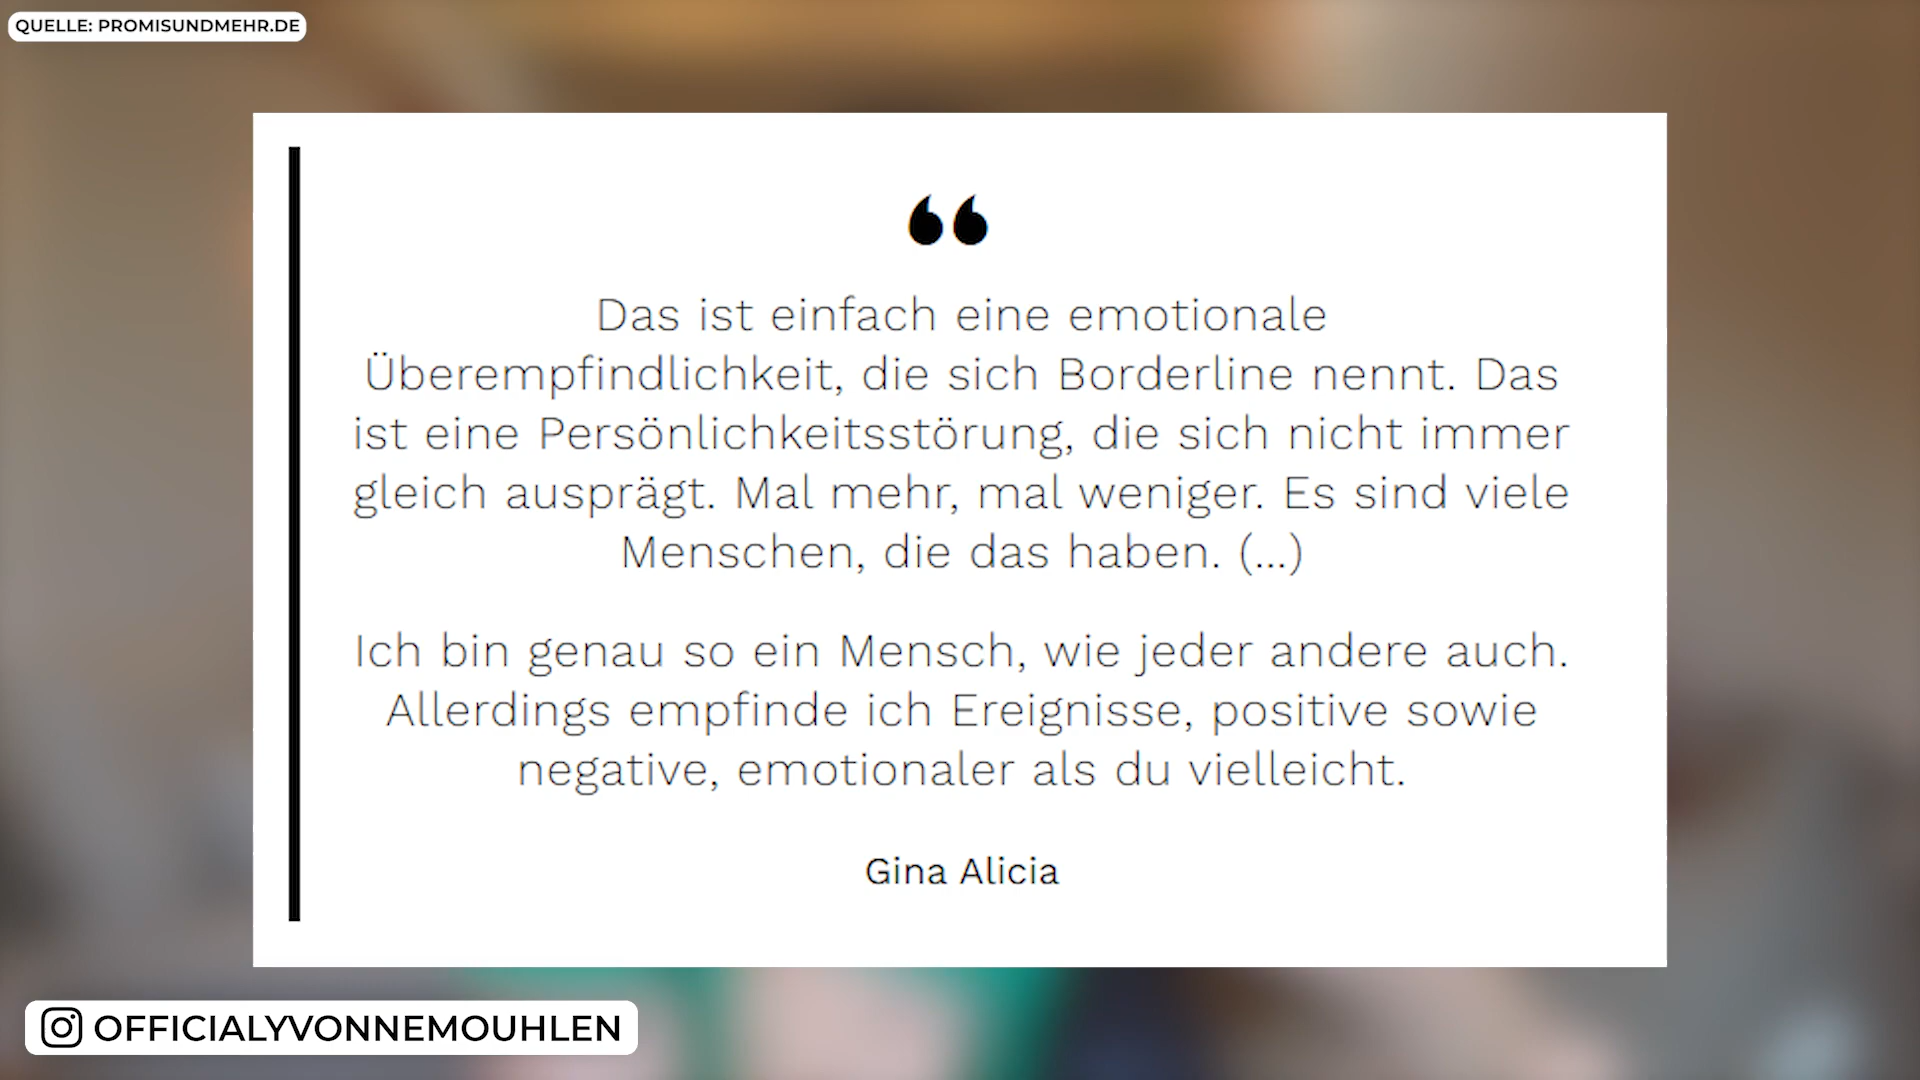 QUELLE: PROMISUNDMEHR.DE
“
Das ist einfach eine emotionale
Überempfindlichkeit, die sich Borderline nennt. Das
ist eine Persönlichkeitsstörung, die sich nicht immer
gleich ausprägt. Mal mehr, mal weniger. Es sind viele
Menschen, die das haben. (...)
Ich bin genau so ein Mensch, wie jeder andere auch.
Allerdings empfinde ich Ereignisse, positive sowie
negative, emotionaler als du vielleicht.
Gina Alicia
OFFICIALYVONNEMOUHLEN